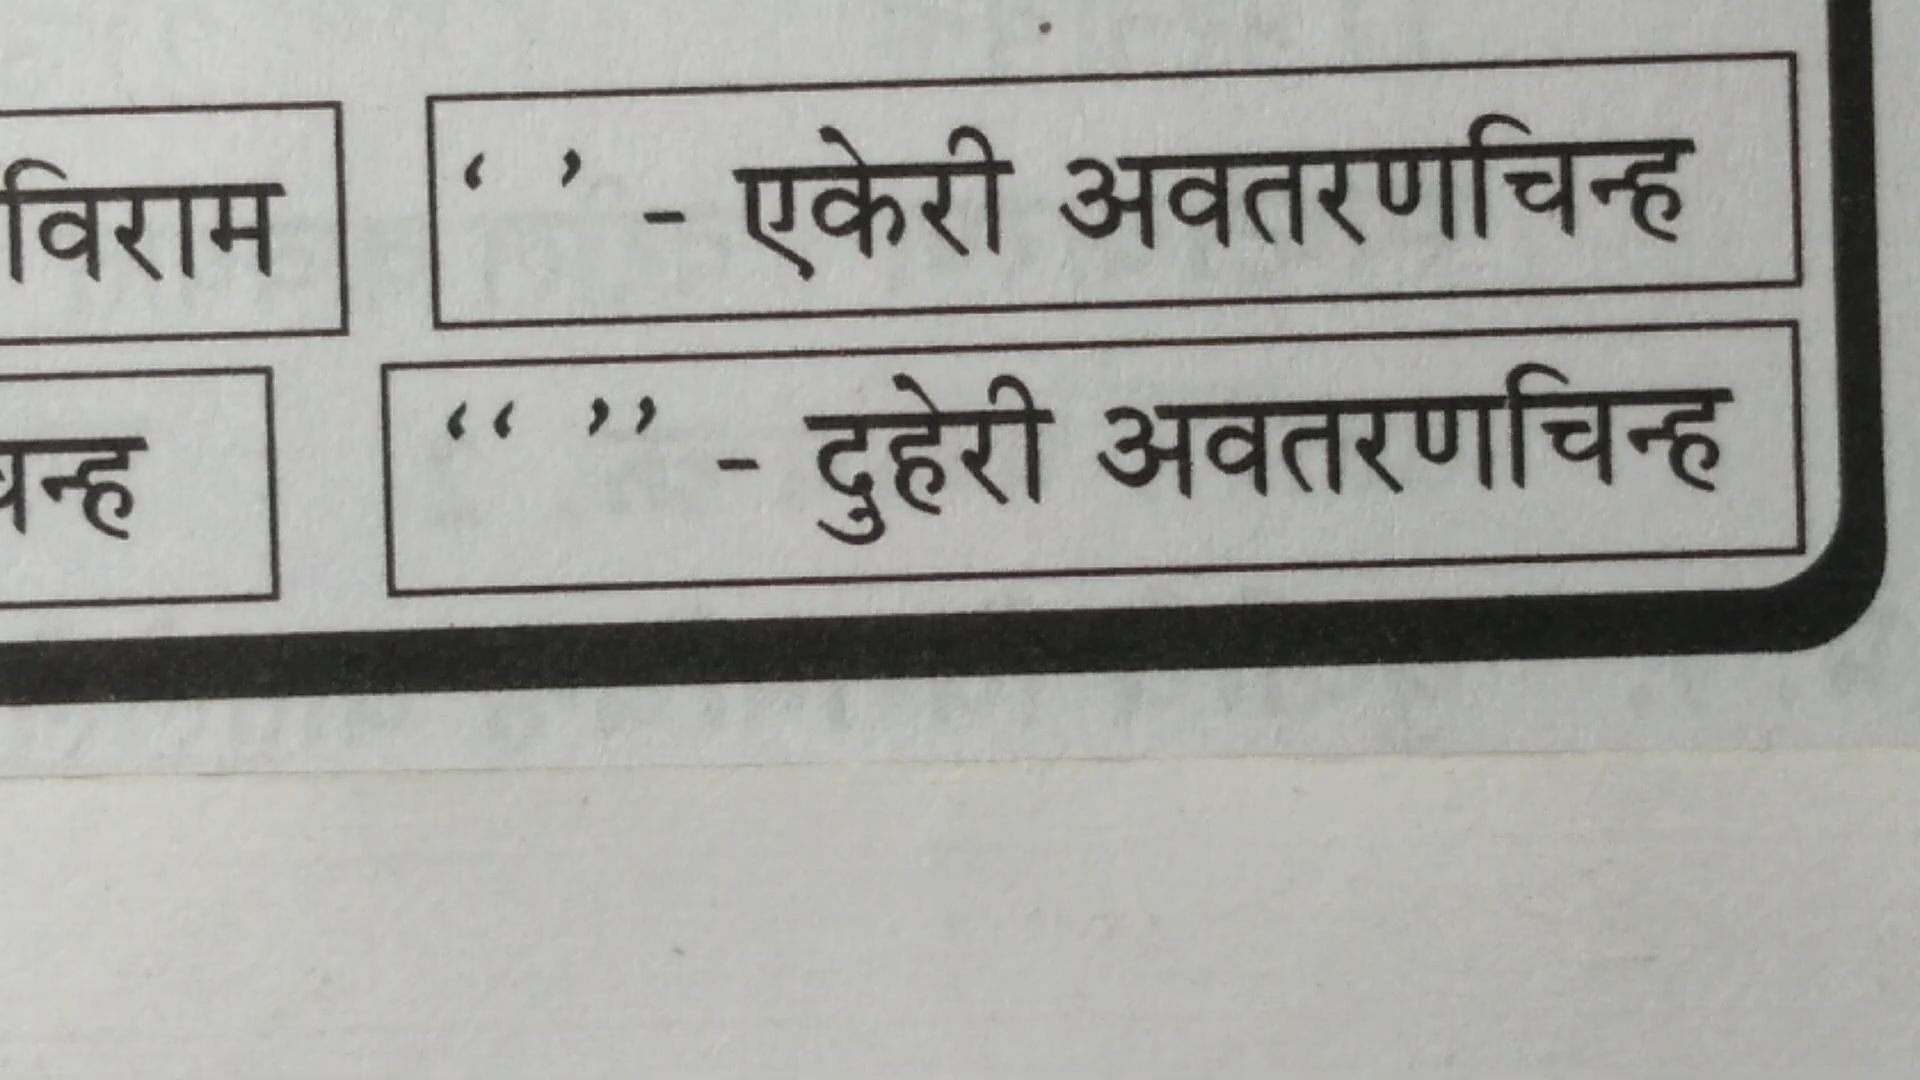 विराम
‘ ’ - एकेरी अवतरणचिन्ह
“ ” - दुहेरी अवतरणचिन्ह